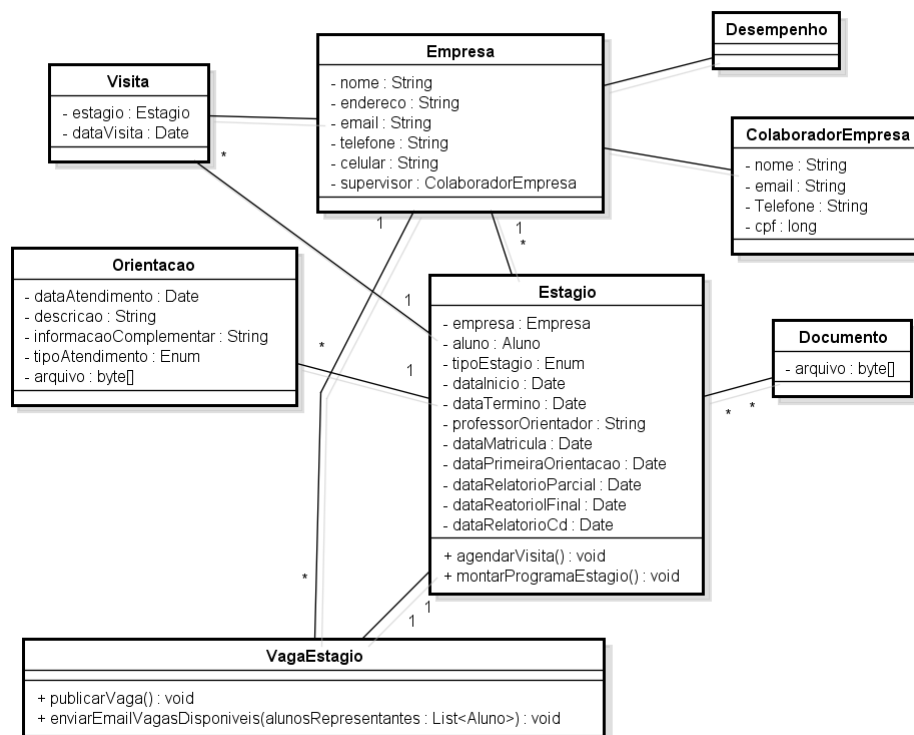 Desempenho
Empresa
- nome : String
- endereco : String
- email : String
- telefone : String
- celular : String
- supervisor : ColaboradorEmpresa
Visita
- estagio : Estagio
- dataVisita : Date
ColaboradorEmpresa
- nome : String
- email : String
- Telefone : String
- cpf : long
*
1
1
*
Orientacao
- dataAtendimento : Date
- descricao : String
- informacaoComplementar : String
- tipoAtendimento : Enum
- arquivo : byte[]
1
*
1
Estagio
- empresa : Empresa
- aluno : Aluno
- tipoEstagio : Enum
- dataInicio : Date
- dataTermino : Date
- professorOrientador : String
- dataMatricula : Date
- dataPrimeiraOrientacao : Date
- dataRelatorioParcial : Date
- dataReatoriolFinal : Date
- dataRelatorioCd : Date
+ agendarVisita() : void
+ montarProgramaEstagio() : void
Documento
- arquivo : byte[]
* *
*
1
1
VagaEstagio
+ publicarVaga() : void
+ enviarEmailVagasDisponiveis(alunosRepresentantes : List<Aluno>) : void